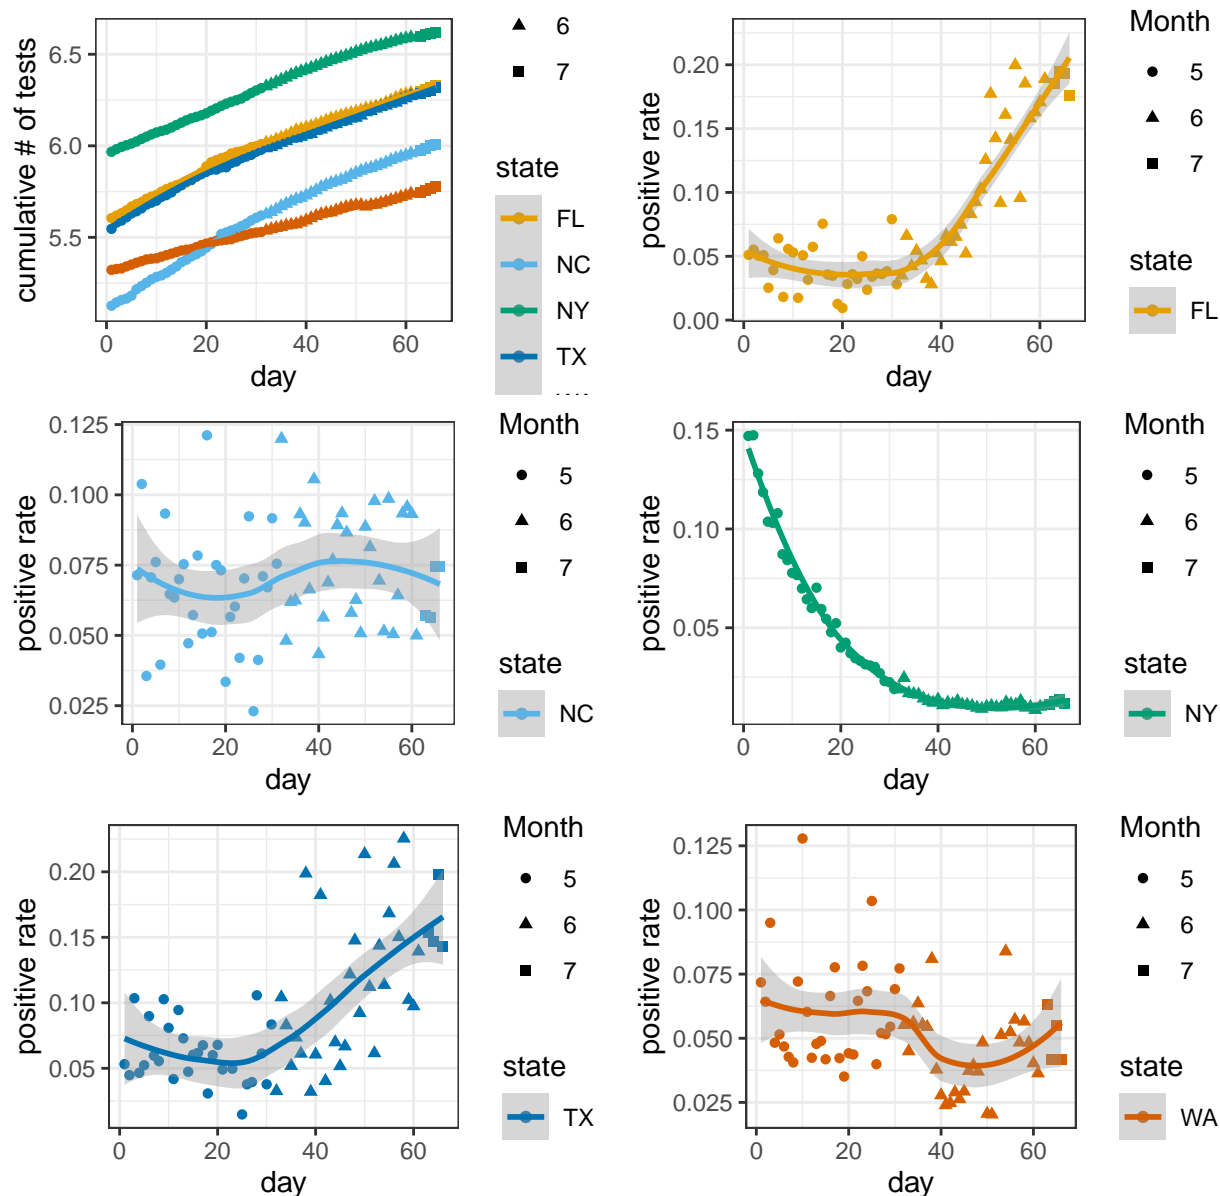 cumulative # of tests
6.5
6.0
5.5
0
20
40
60
day
6
7
state
FL
NC
NY
TX
positive rate
0.20
0.15
0.10
0.05
0.00
0
20
40
60
day
Month
5
6
7
state
FL
positive rate
0.125
0.100
0.075
0.050
0.025
0
20
40
60
day
Month
5
6
7
state
NC
positive rate
0.15
0.10
0.05
0
20
40
60
day
Month
5
6
7
state
NY
positive rate
0.20
0.15
0.10
0.05
0
20
40
60
day
Month
5
6
7
state
TX
positive rate
0.125
0.100
0.075
0.050
0.025
0
20
40
60
day
Month
5
6
7
state
WA